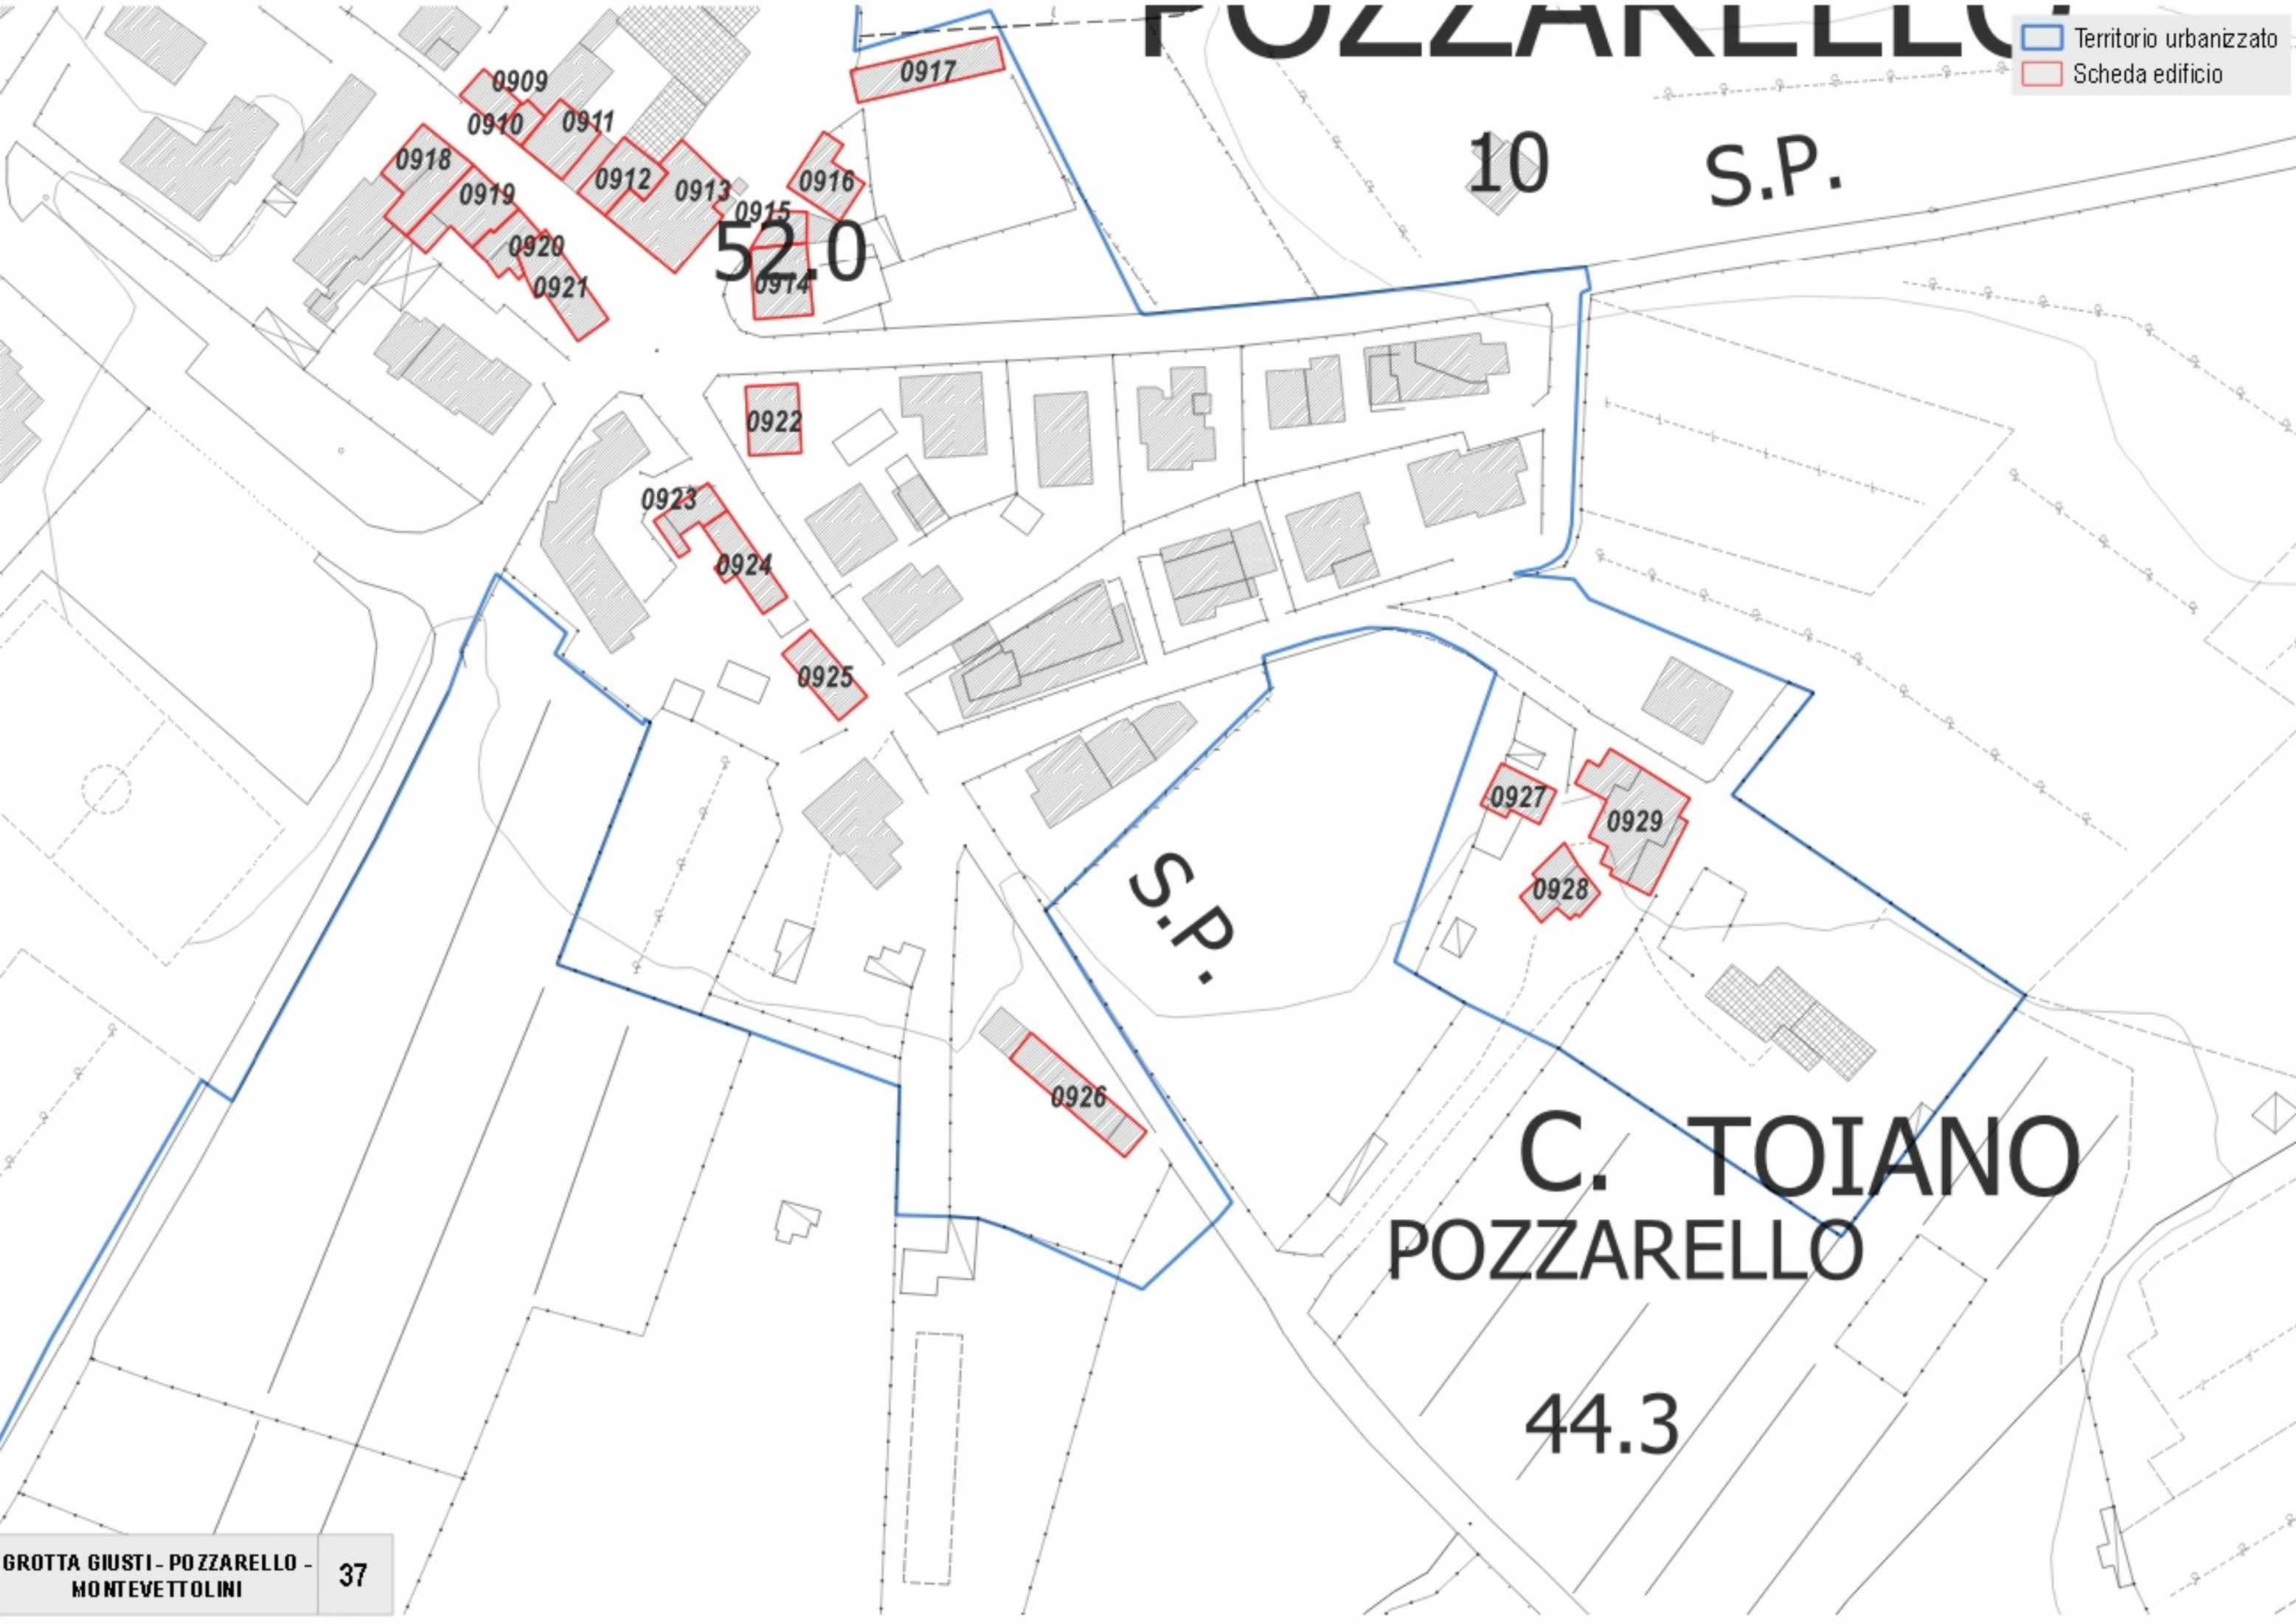 POZZARELLO
Territorio urbanizzato
Scheda edificio
0917
0909
0910
0911
10
S.P.
0918
0912
0913
0916
0919
0915
52.0
0920
0914
0921
0922
0923
0924
0925
0927
0929
0928
S.P.
0926
C. TOIANO
POZZARELLO
44.3
GROTTA GIUSTI - POZZARELLO -
MONTEVETTOLINI
37